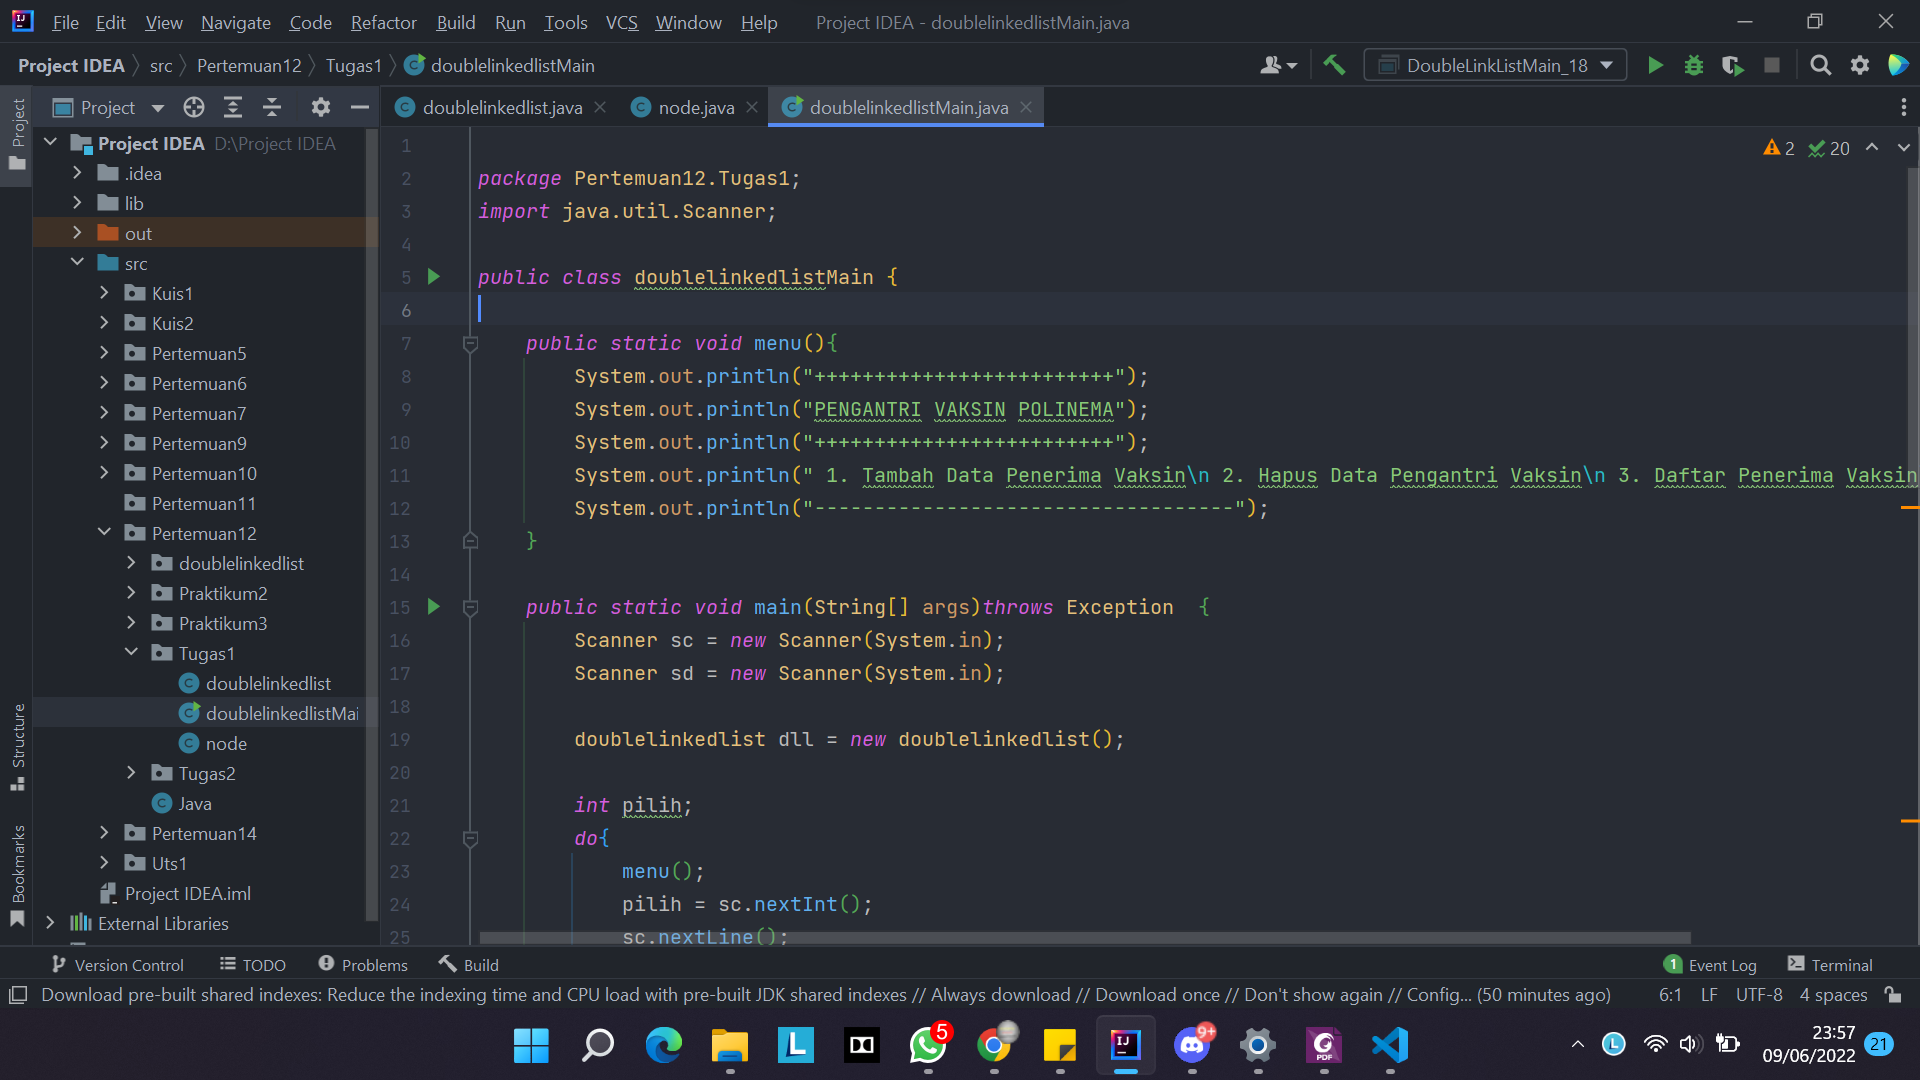 File Edit View Navigate Code Refactor Build Run Tools VCS Window Help Project IDEA - doublelinkedlistMain.java
Project IDEA src Pertemuan12 Tugas1 doublelinkedlistMain DoubleLinkListMain_18
Project
Project
doublelinkedlist.java node.java doublelinkedlistMain.java
Project IDEA D:\Project IDEA
.idea
lib
out
src
Kuis1
Kuis2
Pertemuan5
Pertemuan6
Pertemuan7
Pertemuan9
Pertemuan10
Pertemuan11
Pertemuan12
doublelinkedlist
Praktikum2
Praktikum3
Tugas1
doublelinkedlist
doublelinkedlistMai
node
Tugas2
Java
Pertemuan14
Uts1
Project IDEA.iml
External Libraries
Structure
Bookmarks
2 20
1
2 package Pertemuan12.Tugas1;
3 import java.util.Scanner;
4
5 public class doublelinkedlistMain {
6
7 public static void menu(){
8 System.out.println("+++++++++++++++++++++++++");
9 System.out.println("PENGANTRI VAKSIN POLINEMA");
10 System.out.println("+++++++++++++++++++++++++");
11 System.out.println(" 1. Tambah Data Penerima Vaksin\n 2. Hapus Data Pengantri Vaksin\n 3. Daftar Penerima Vaksin
12 System.out.println("-----------------------------------");
13 }
14
15 public static void main(String[] args)throws Exception {
16 Scanner sc = new Scanner(System.in);
17 Scanner sd = new Scanner(System.in);
18
19 doublelinkedlist dll = new doublelinkedlist();
20
21 int pilih;
22 do{
23 menu();
24 pilih = sc.nextInt();
25 sc.nextLine();
Version Control TODO Problems Build 1 Event Log Terminal
Download pre-built shared indexes: Reduce the indexing time and CPU load with pre-built JDK shared indexes // Always download // Download once // Don't show again // Config... (50 minutes ago) 6:1 LF UTF-8 4 spaces
L 5 IJ 9+ PDF L 23:57
09/06/2022 21